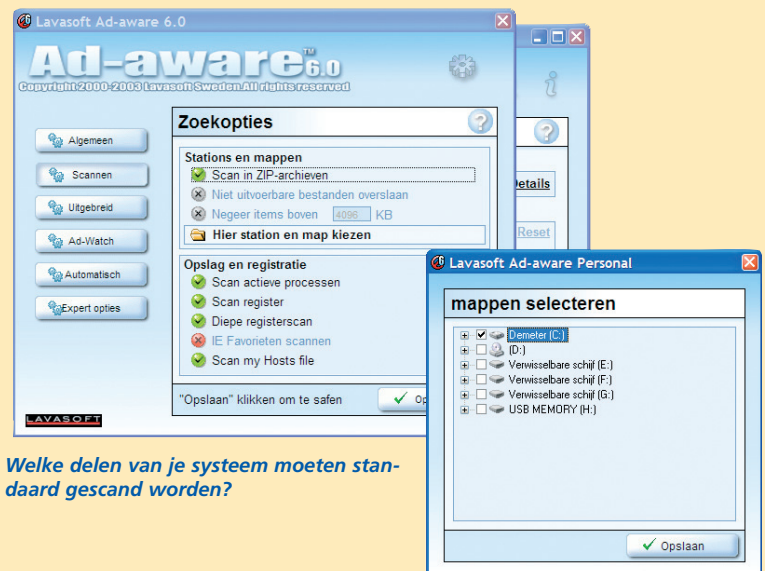 Lavasoft Ad-aware 6.0
Ad-aware™ 6.0
Copyright 2000-2003 Lavasoft Sweden. All rights reserved
Algemeen
Scannen
Uitgebreid
Ad-Watch
Automatisch
Expert opties
Zoekopties
Stations en mappen
Scan in ZIP-archieven
Niet uitvoerbare bestanden overslaan
Negeer items boven 4096 KB
Hier station en map kiezen
Opslag en registratie
Scan actieve processen
Scan register
Diepe registerscan
IE Favorieten scannen
Scan my Hosts file
"Opslaan" klikken om te safen
Op
LAVASOFT
Details
Reset
Lavasoft Ad-aware Personal
mappen selecteren
Demeter (C:)
(D:)
Verwisselbare schijf (E:)
Verwisselbare schijf (F:)
Verwisselbare schijf (G:)
USB MEMORY (H:)
Opslaan
Welke delen van je systeem moeten stan-
daard gescand worden?